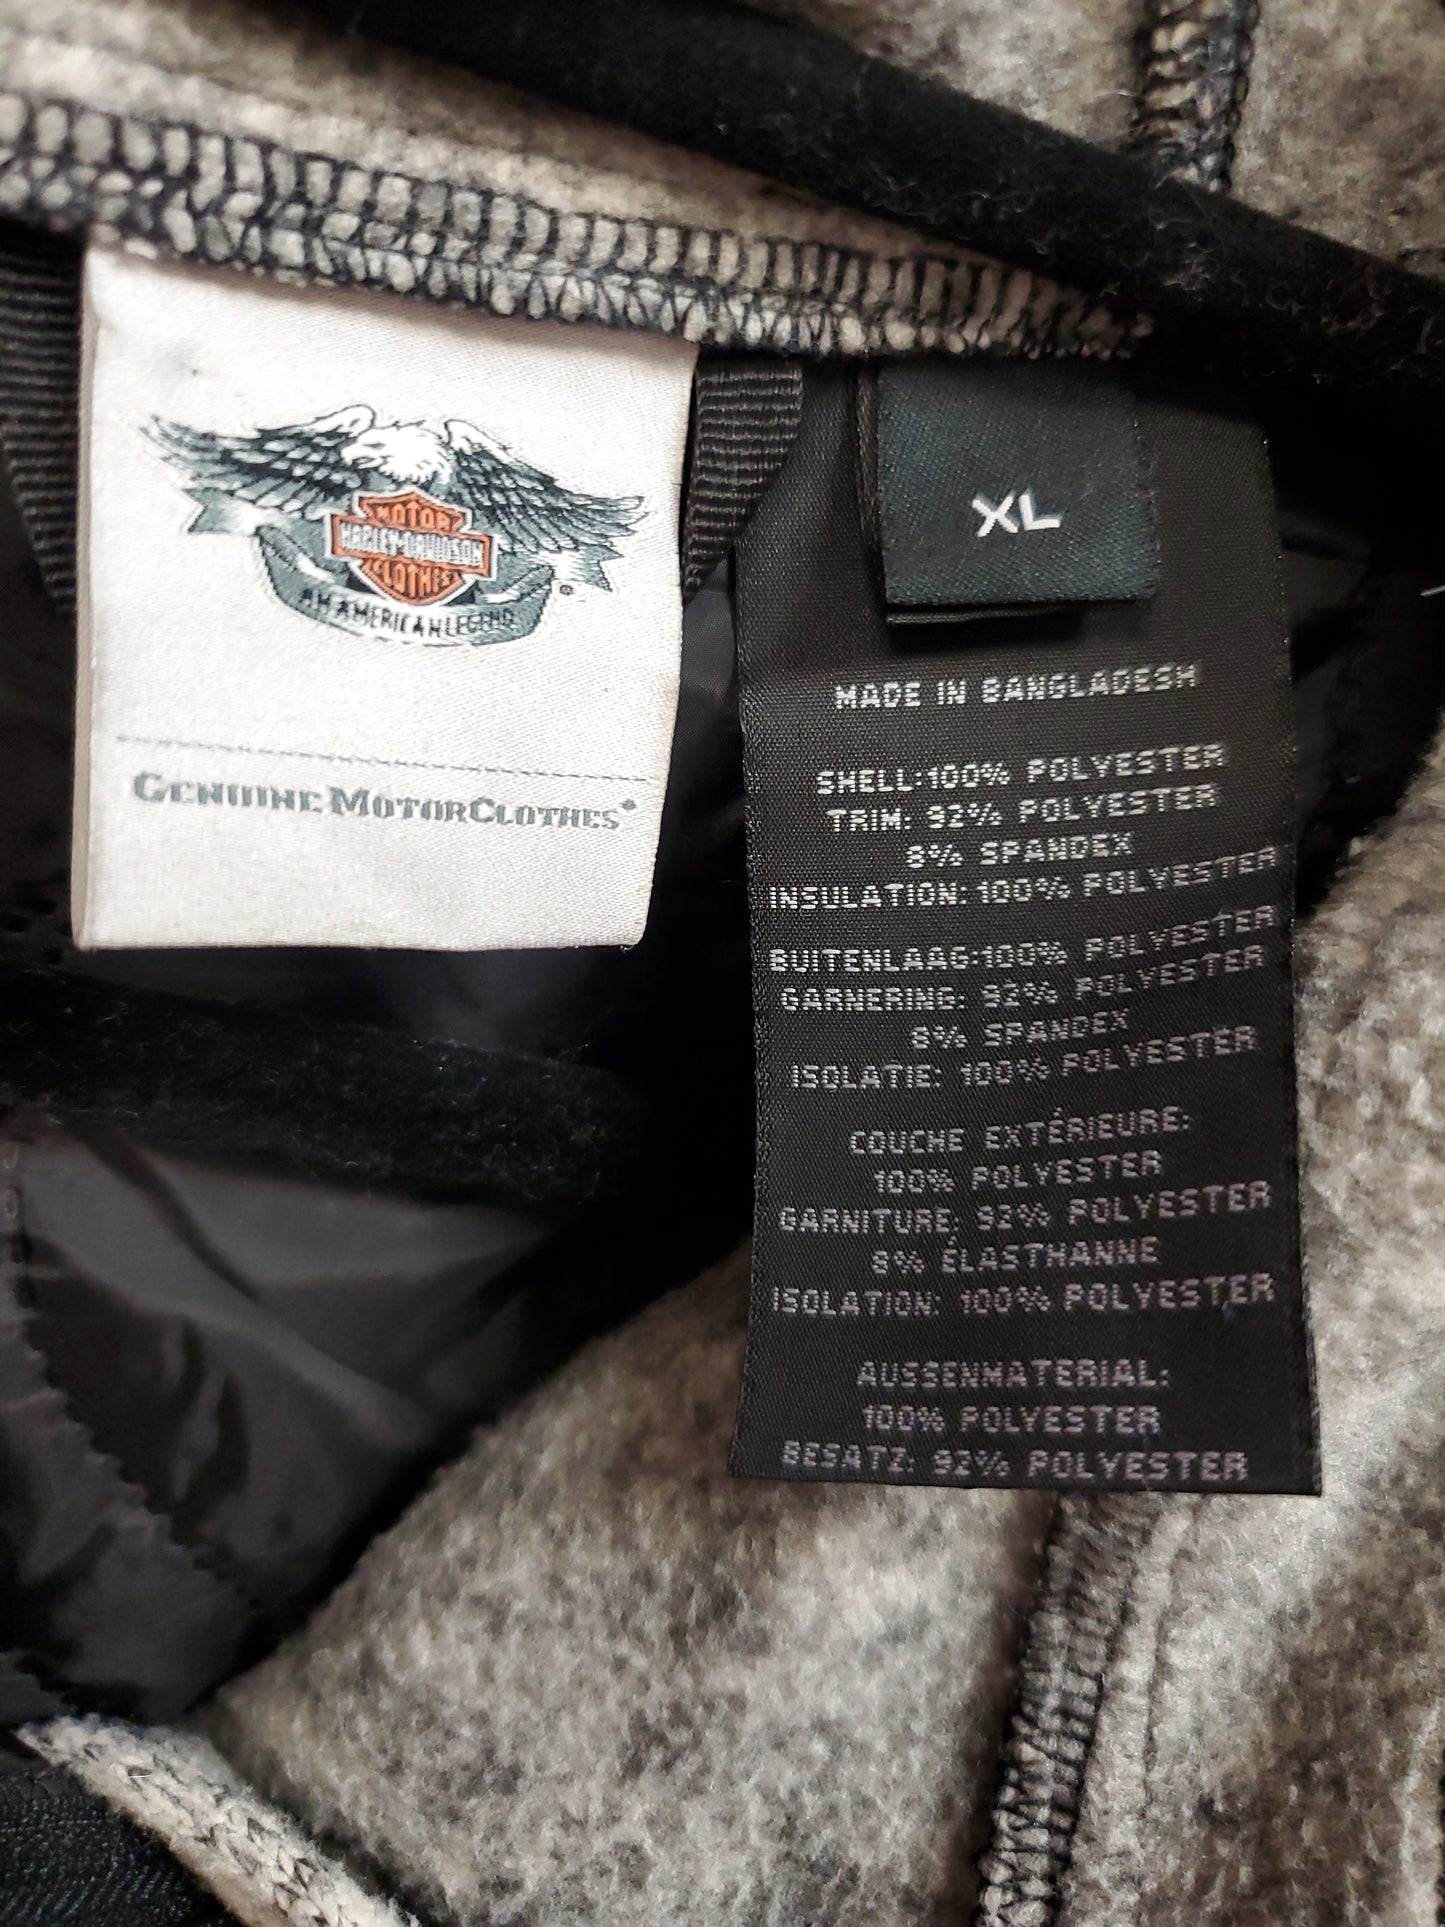 MOTOR
HARLEY-DAVIDSON
CLOTHES
AN AMERICAN LEGEND
®
GENUINE MOTORCLOTHES®
XL
MADE IN BANGLADESH
SHELL:100% POLYESTER
TRIM: 92% POLYESTER
8% SPANDEX
INSULATION: 100% POLYESTER
BUITENLAAG:100% POLYESTER
GARNERING: 92% POLYESTER
8% SPANDEX
ISOLATIE: 100% POLYESTER
COUCHE EXTÉRIEURE:
100% POLYESTER
GARNITURE: 92% POLYESTER
8% ÉLASTHANNE
ISOLATION: 100% POLYESTER
AUSSENMATERIAL:
100% POLYESTER
BESATZ: 92% POLYESTER